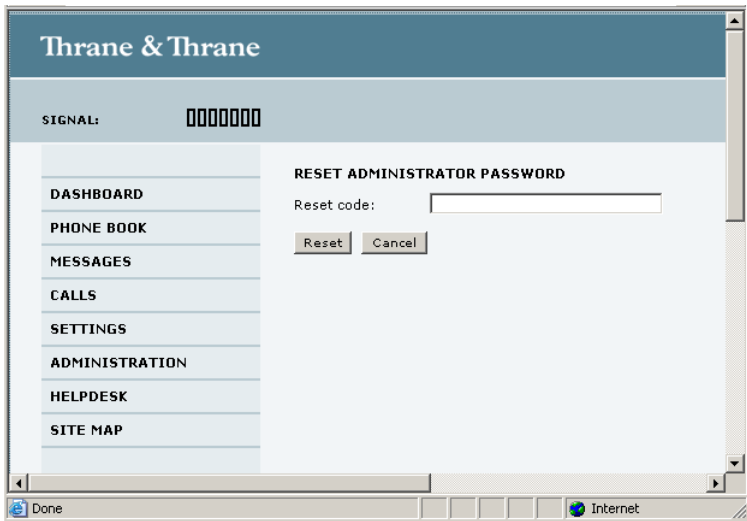 Thrane & Thrane
SIGNAL:
RESET ADMINISTRATOR PASSWORD
Reset code:
Reset Cancel
DASHBOARD
PHONE BOOK
MESSAGES
CALLS
SETTINGS
ADMINISTRATION
HELPDESK
SITE MAP
Done Internet